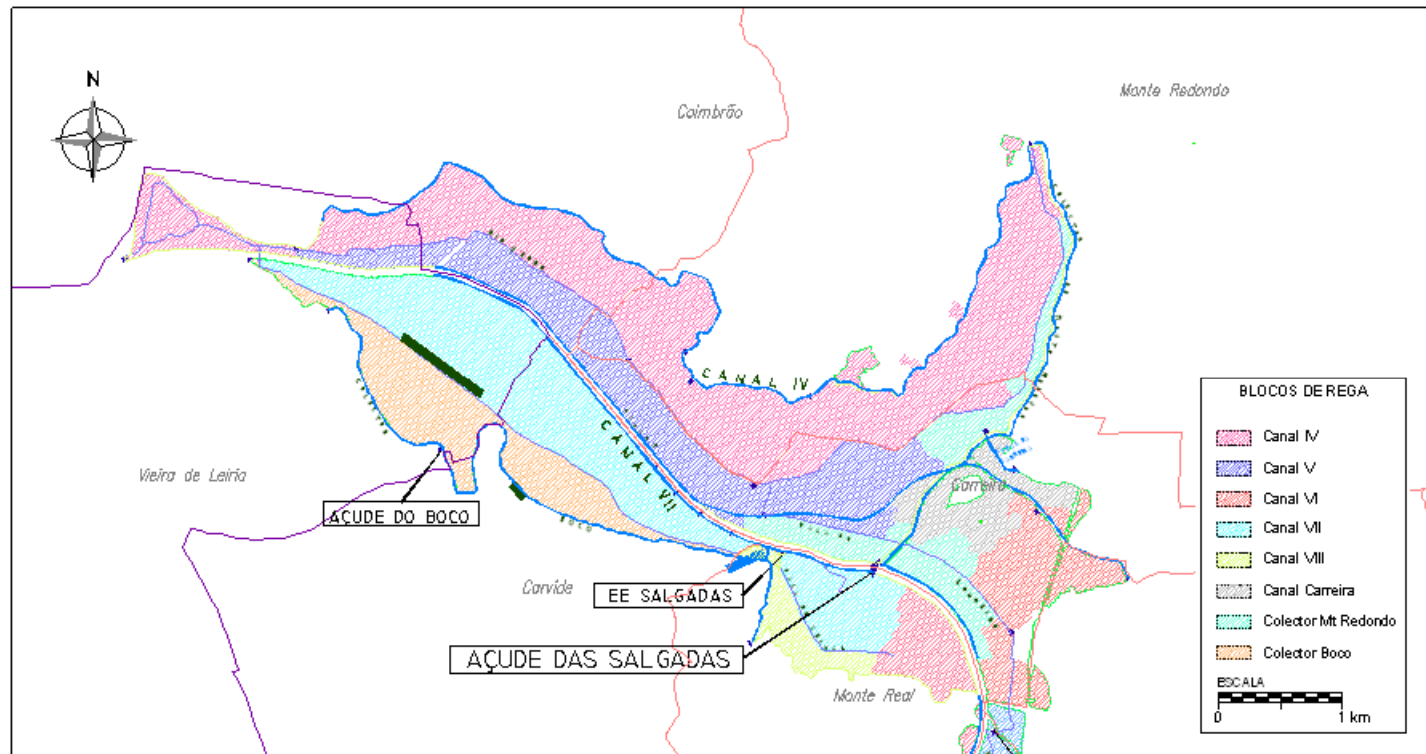 N
Monte Redondo
Coimbrão
CANAL IV
CANAL VII
Vieira de Leiria
AÇUDE DO BOCO
BOCO
Carreira
Carvide
EE SALGADAS
AÇUDE DAS SALGADAS
Monte Real
BLOCOS DE REGA
Canal IV
Canal V
Canal VI
Canal VII
Canal VIII
Canal Carreira
Colector Mt Redondo
Colector Boco
ESCALA
0 1 km